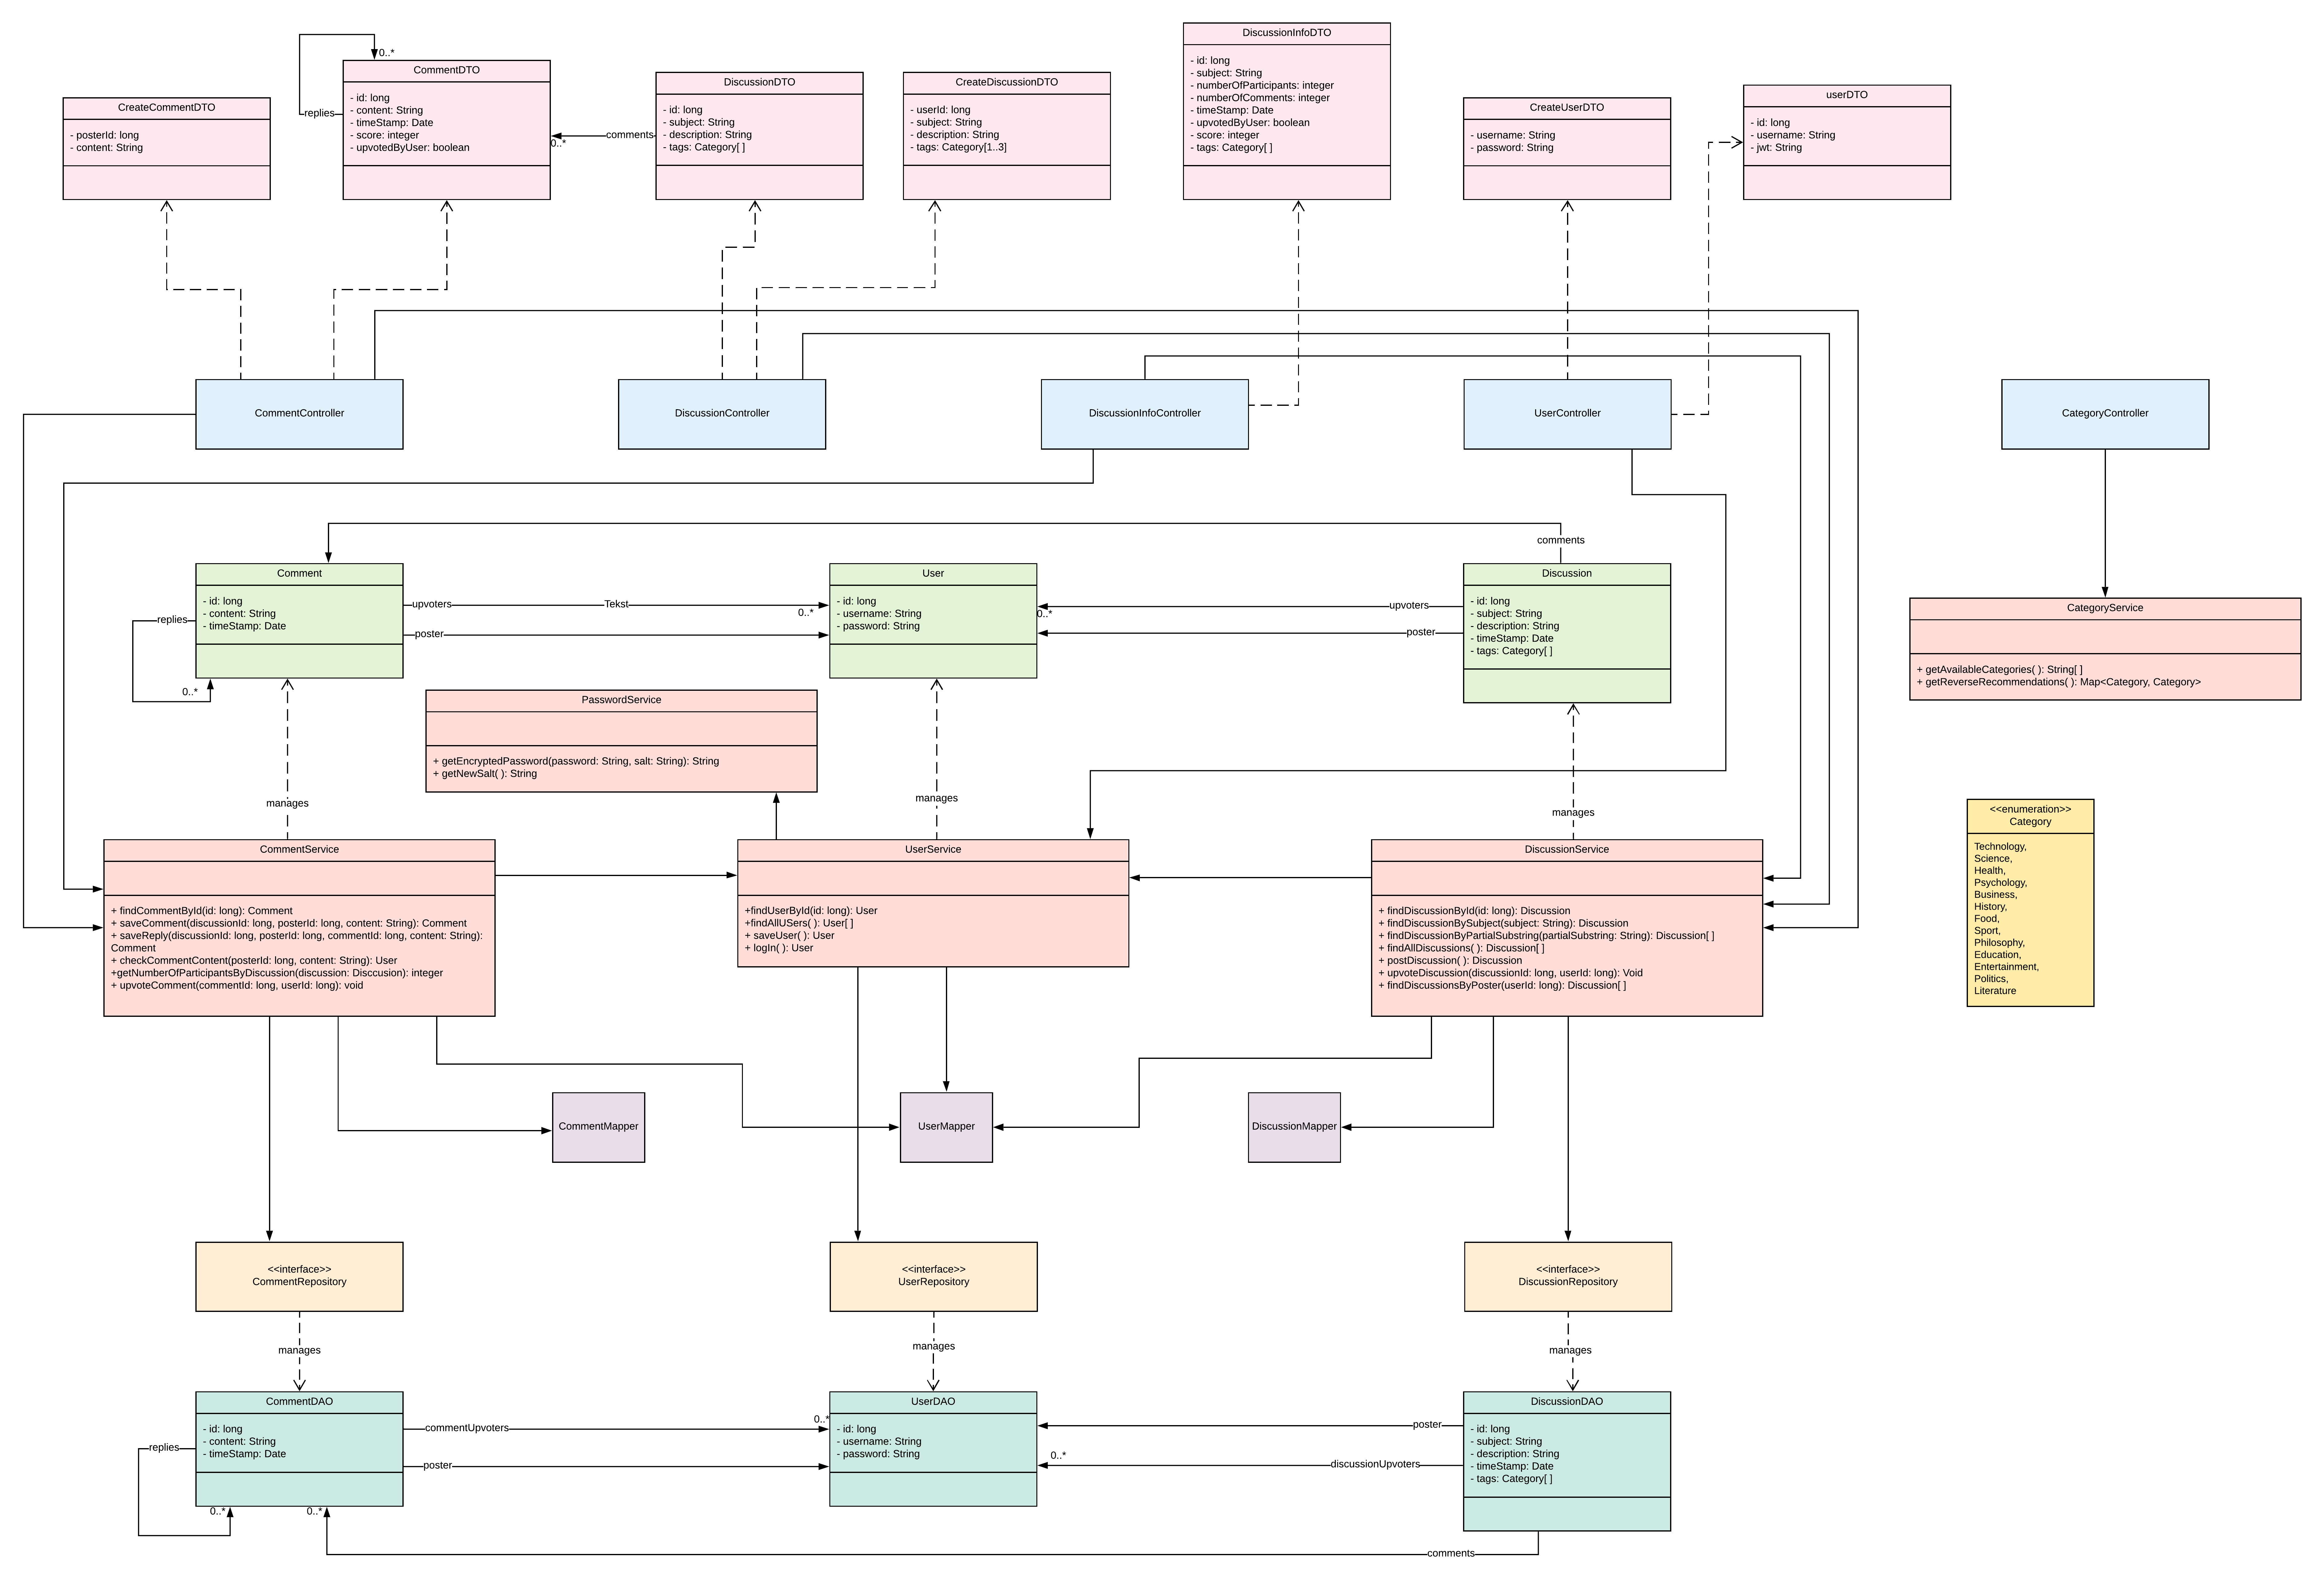 DiscussionInfoDTO
- id: long
- subject: String
- numberOfParticipants: integer
- numberOfComments: integer
- timeStamp: Date
- upvotedByUser: boolean
- score: integer
- tags: Category[ ]
0..*
CommentDTO
- id: long
- content: String
- timeStamp: Date
- score: integer
- upvotedByUser: boolean
replies
DiscussionDTO
- id: long
- subject: String
- description: String
- tags: Category[ ]
comments
0..*
CreateDiscussionDTO
- userId: long
- subject: String
- description: String
- tags: Category[1..3]
userDTO
- id: long
- username: String
- jwt: String
CreateCommentDTO
- posterId: long
- content: String
CreateUserDTO
- username: String
- password: String
CommentController
DiscussionController
DiscussionInfoController
UserController
CategoryController
comments
Comment
- id: long
- content: String
- timeStamp: Date
replies
0..*
upvoters
Tekst
0..*
poster
User
- id: long
- username: String
- password: String
0..*
upvoters
poster
Discussion
- id: long
- subject: String
- description: String
- timeStamp: Date
- tags: Category[ ]
CategoryService
+ getAvailableCategories( ): String[ ]
+ getReverseRecommendations( ): Map<Category, Category>
PasswordService
+ getEncryptedPassword(password: String, salt: String): String
+ getNewSalt( ): String
manages
manages
manages
<<enumeration>>
Category
Technology,
Science,
Health,
Psychology,
Business,
History,
Food,
Sport,
Philosophy,
Education,
Entertainment,
Politics,
Literature
CommentService
+ findCommentById(id: long): Comment
+ saveComment(discussionId: long, posterId: long, content: String): Comment
+ saveReply(discussionId: long, posterId: long, commentId: long, content: String):
Comment
+ checkCommentContent(posterId: long, content: String): User
+getNumberOfParticipantsByDiscussion(discussion: Disccusion): integer
+ upvoteComment(commentId: long, userId: long): void
UserService
+findUserById(id: long): User
+findAllUSers( ): User[ ]
+ saveUser( ): User
+ logIn( ): User
DiscussionService
+ findDiscussionById(id: long): Discussion
+ findDiscussionBySubject(subject: String): Discussion
+ findDiscussionByPartialSubstring(partialSubstring: String): Discussion[ ]
+ findAllDiscussions( ): Discussion[ ]
+ postDiscussion( ): Discussion
+ upvoteDiscussion(discussionId: long, userId: long): Void
+ findDiscussionsByPoster(userId: long): Discussion[ ]
CommentMapper
UserMapper
DiscussionMapper
<<interface>>
CommentRepository
<<interface>>
UserRepository
<<interface>>
DiscussionRepository
manages
manages
manages
CommentDAO
- id: long
- content: String
- timeStamp: Date
replies
0..*
0..*
commentUpvoters
0..*
poster
UserDAO
- id: long
- username: String
- password: String
poster
0..*
discussionUpvoters
DiscussionDAO
- id: long
- subject: String
- description: String
- timeStamp: Date
- tags: Category[ ]
comments